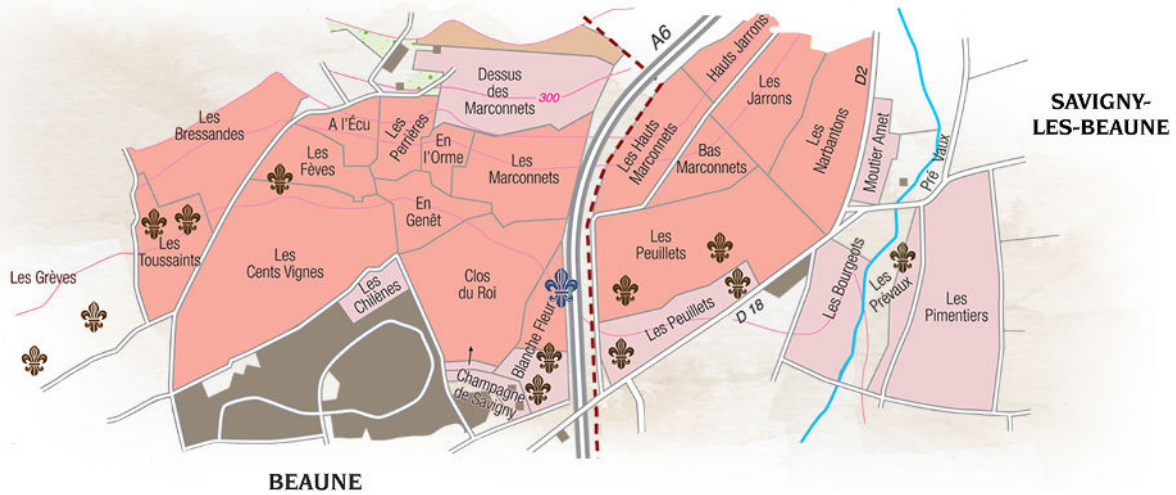 A6
Hauts Jarrons
Dessus
des
Marconnets
300
Les
Jarrons
D2
SAVIGNY-
LES-BEAUNE
Les
Bressandes
A l'Écu
Les
Perrières
En
l'Orme
Les
Fèves
Les
Marconnets
Les Hauts
Marconnets
Bas
Marconnets
Les
Narbantons
Moutier Amet
Pré Vaux
En
Genêt
Les
Toussaints
Les
Cents Vignes
Les Grèves
Les
Chilènes
Clos
du Roi
Les
Peuillets
Les Peuillets
D 18
Les Bourgeots
Les
Prévaux
Les
Pimentiers
Blanche Fleur
Champagne
de Savigny
BEAUNE